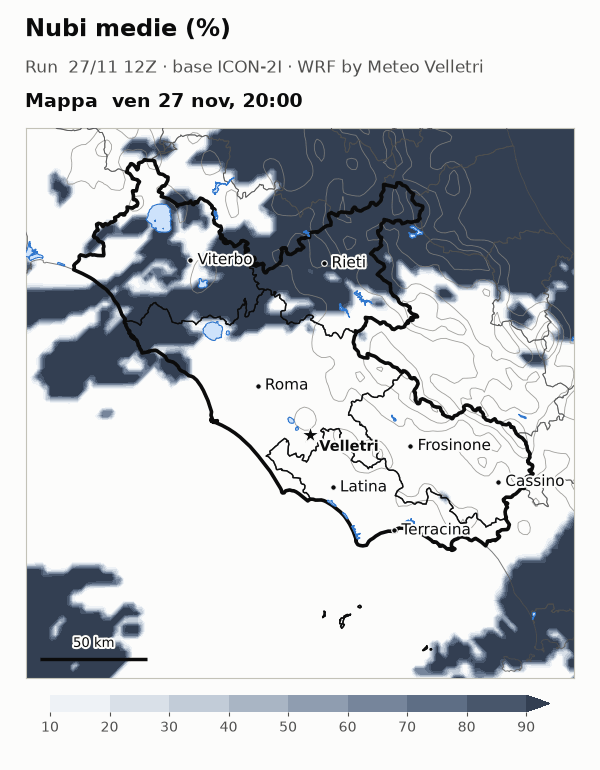 Nubi medie (%)
Run 27/11 12Z · base ICON-2I · WRF by Meteo Velletri
Mappa ven 27 nov, 20:00
Viterbo
Rieti
Roma
Velletri
Frosinone
Latina
Cassino
Terracina
50 km
10 20 30 40 50 60 70 80 90